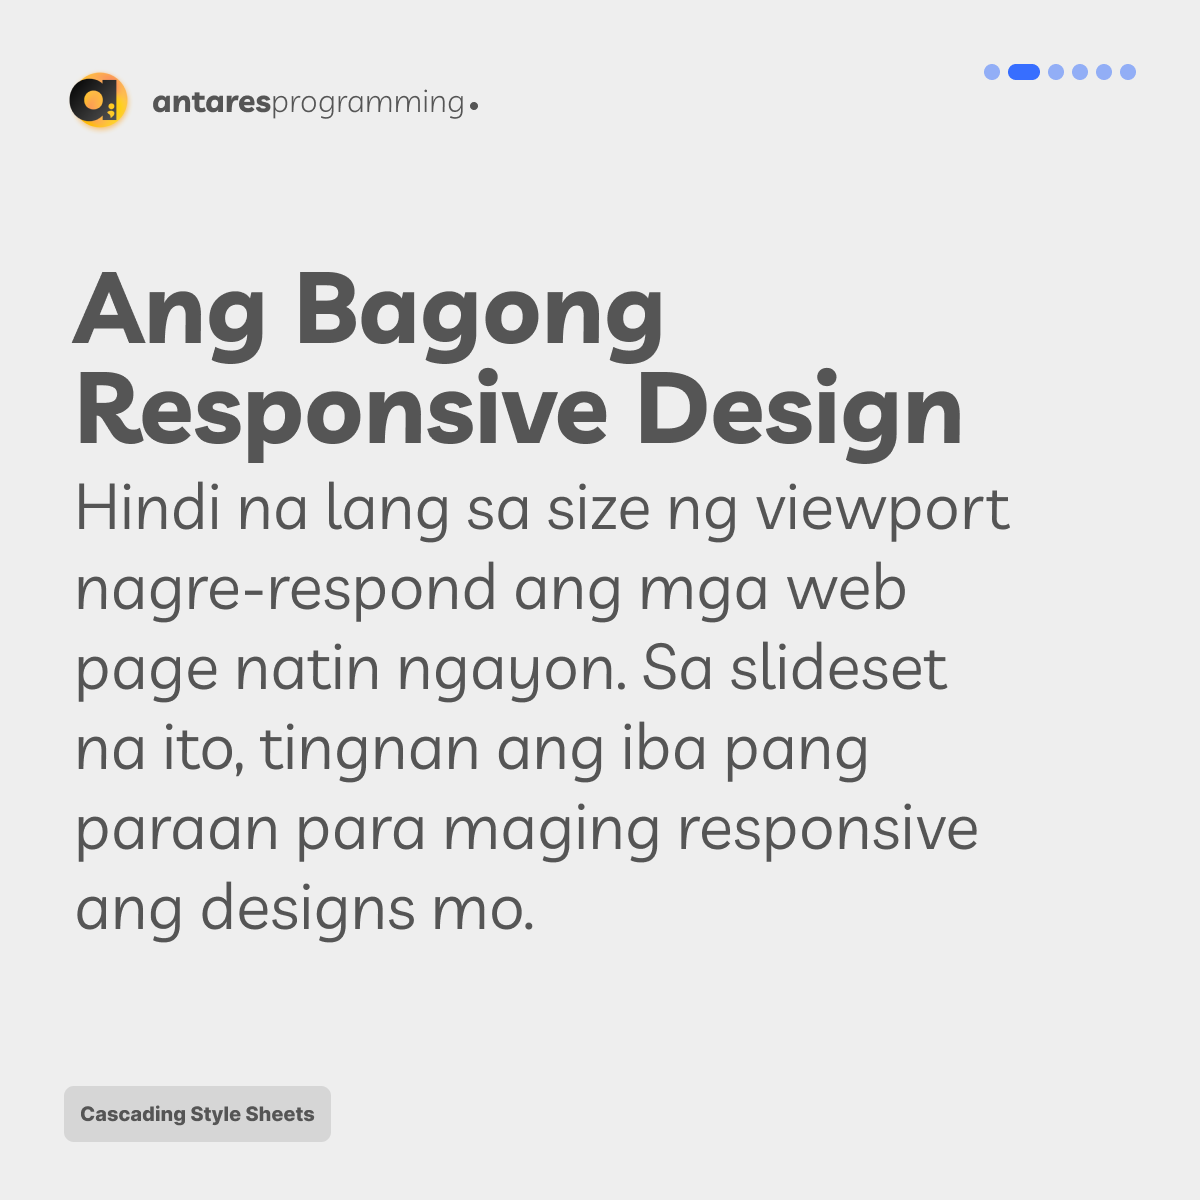 antaresprogramming
Ang Bagong
Responsive Design
Hindi na lang sa size ng viewport
nagre-respond ang mga web
page natin ngayon. Sa slideset
na ito, tingnan ang iba pang
paraan para maging responsive
ang designs mo.
Cascading Style Sheets